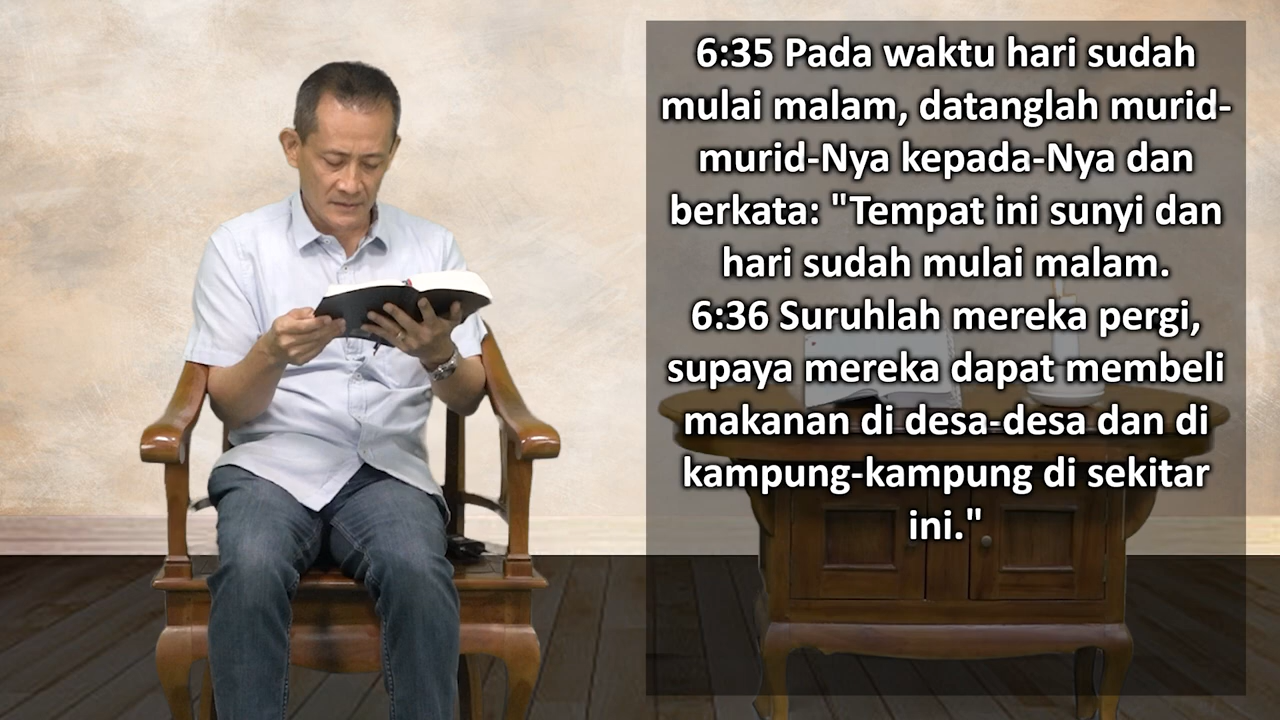 6:35 Pada waktu hari sudah
mulai malam, datanglah murid-
murid-Nya kepada-Nya dan
berkata: "Tempat ini sunyi dan
hari sudah mulai malam.
6:36 Suruhlah mereka pergi,
supaya mereka dapat membeli
makanan di desa-desa dan di
kampung-kampung di sekitar
ini."